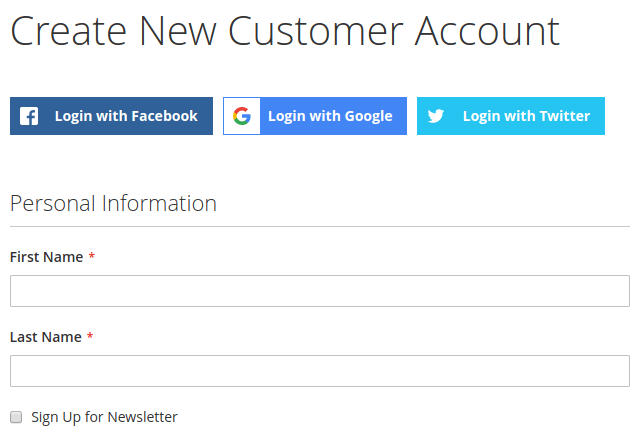 Create New Customer Account
Login with Facebook
Login with Google
Login with Twitter
Personal Information
First Name *
Last Name *
Sign Up for Newsletter